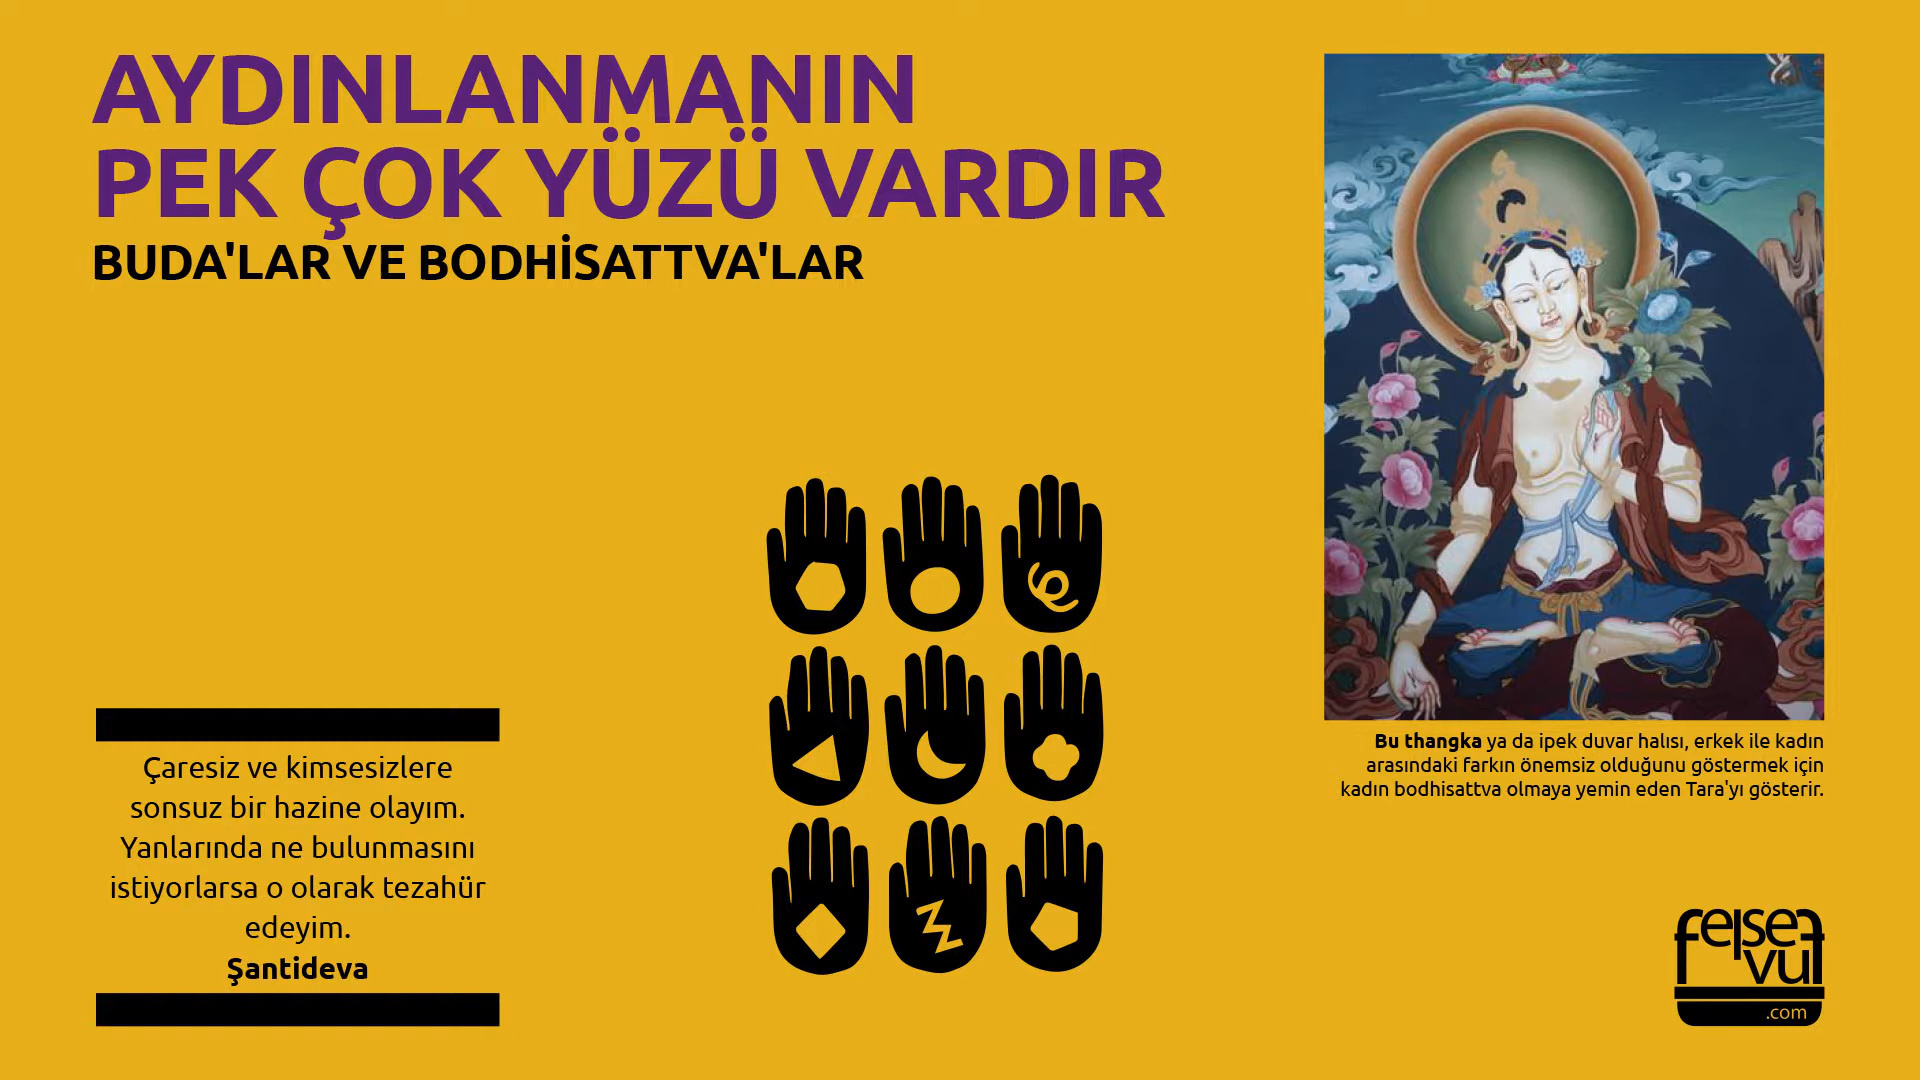 AYDINLANMANIN
PEK ÇOK YÜZÜ VARDIR
BUDA'LAR VE BODHİSATTVA'LAR
Çaresiz ve kimsesizlere
sonsuz bir hazine olayım.
Yanlarında ne bulunmasını
istiyorlarsa o olarak tezahür
edeyim.
Şantideva
Bu thangka ya da ipek duvar halısı, erkek ile kadın
arasındaki farkın önemsiz olduğunu göstermek için
kadın bodhisattva olmaya yemin eden Tara'yı gösterir.
felsef
vul
.com